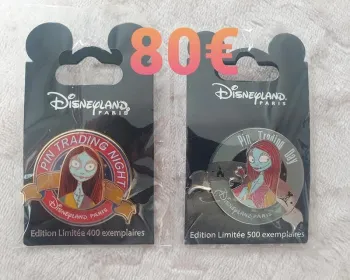 80€
Disneyland
PARIS
PIN TRADING NIGHT
Disneyland PARIS
Edition Limitée 400 exemplaires
Disneyland
PARIS
Pin Trading Day
Disneyland PARIS
Edition Limitée 500 exemplaires